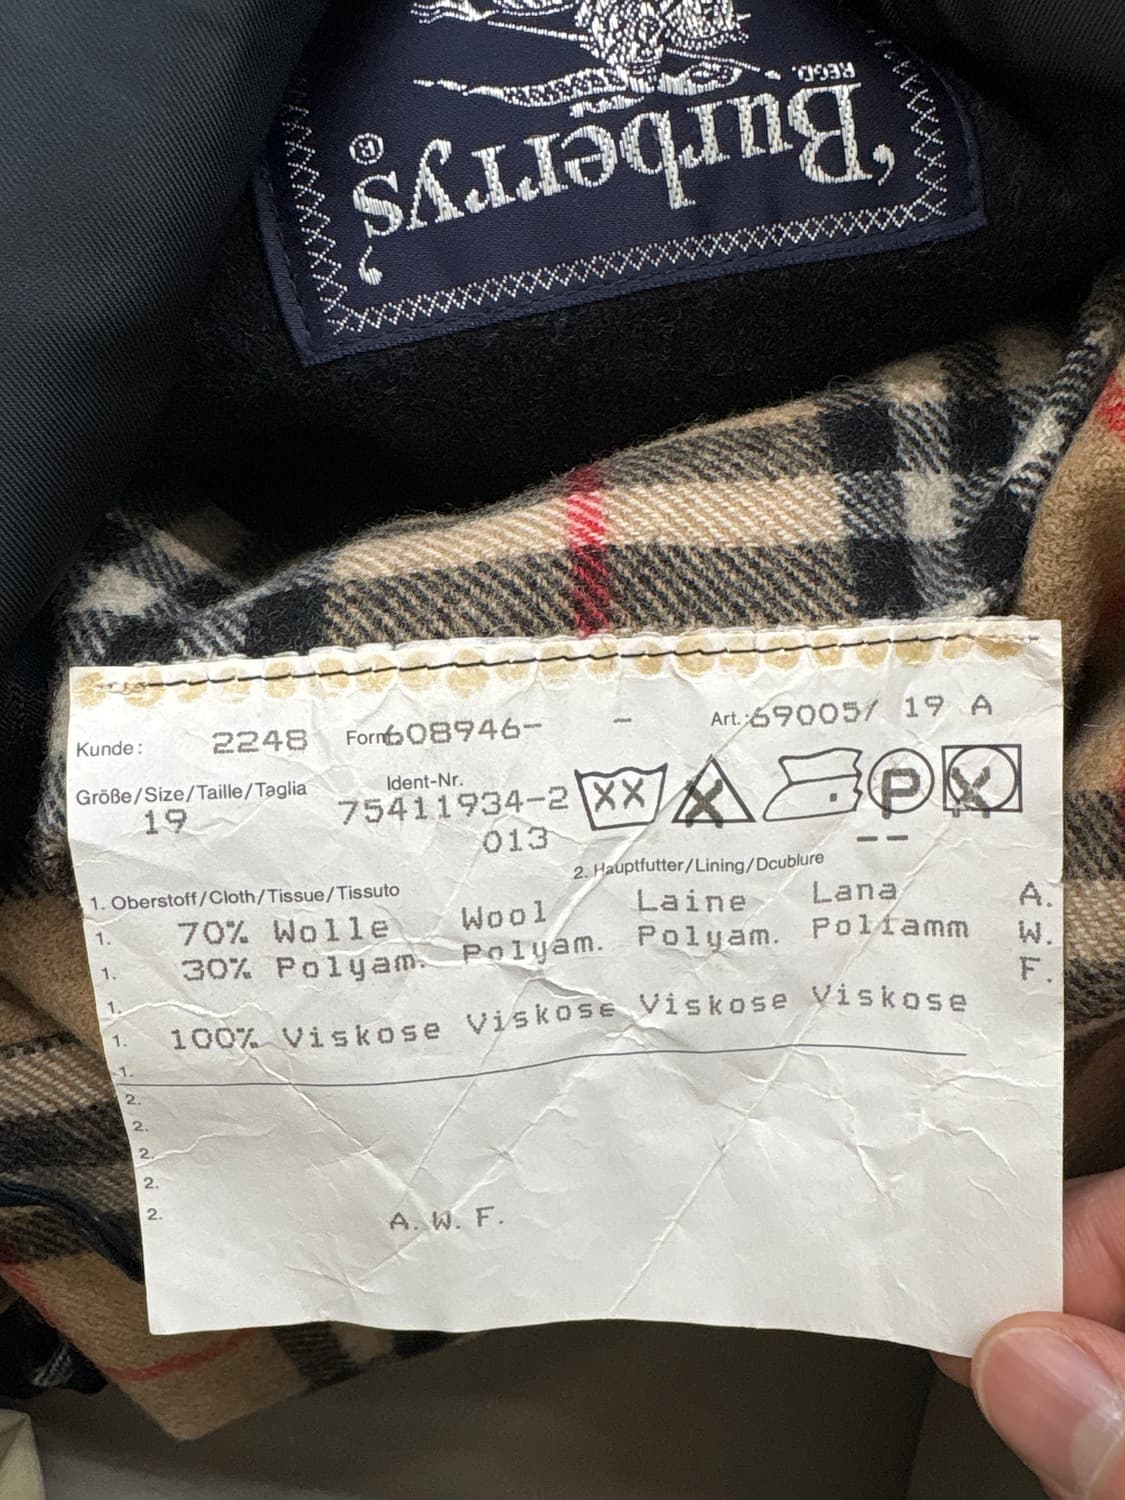 'Burberrys'®
REGD.
Kunde: 2248 Form 608946- - Art.:69005/ 19 A
Größe/Size/Taille/Taglia
19
Ident-Nr.
75411934-2
013
XX P
1. Oberstoff/Cloth/Tissue/Tissuto
2. Hauptfutter/Lining/Doublure
1. 70% Wolle Wool Laine Lana A.
1. 30% Polyam. Polyam. Polyam. Poliamm W.
1. F.
1. 100% Viskose Viskose Viskose Viskose
1.
2.
2.
2.
2.
2. A. W. F.